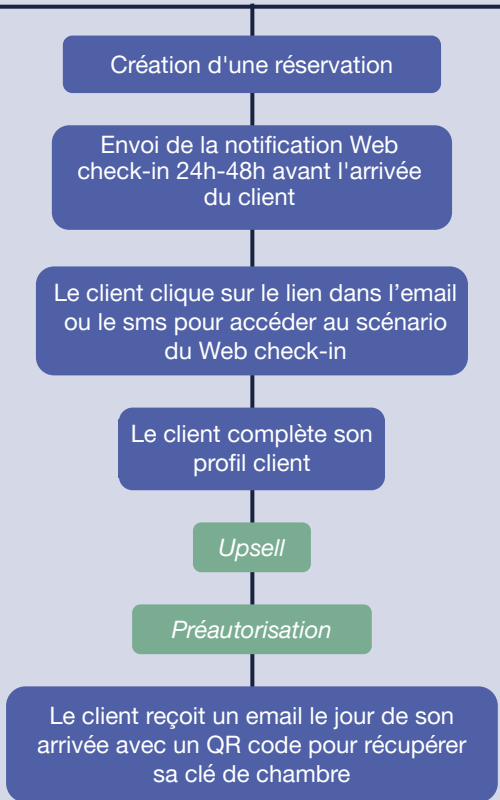 Création d'une réservation
Envoi de la notification Web
check-in 24h-48h avant l'arrivée
du client
Le client clique sur le lien dans l’email
ou le sms pour accéder au scénario
du Web check-in
Le client complète son
profil client
Upsell
Préautorisation
Le client reçoit un email le jour de son
arrivée avec un QR code pour récupérer
sa clé de chambre